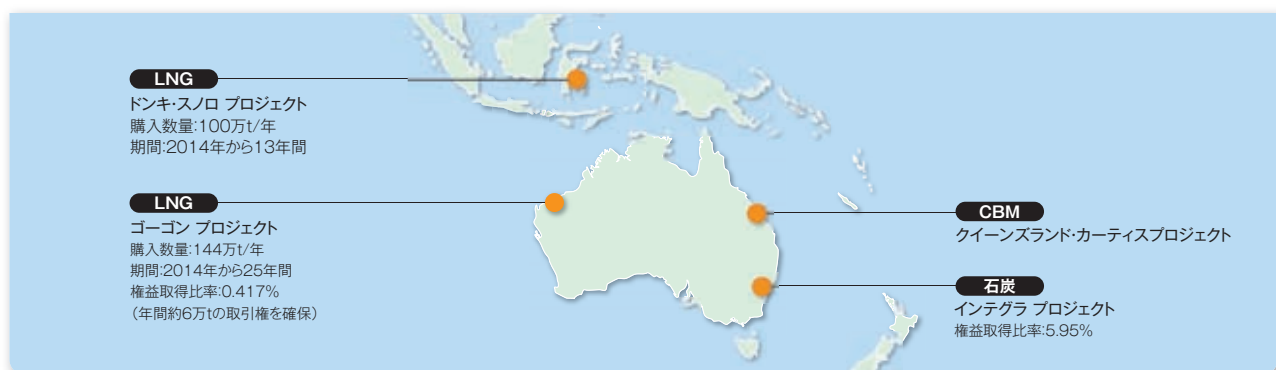 LNG
ドンキ・スノロ プロジェクト
購入数量:100万t/年
期間:2014年から13年間
LNG
ゴーゴン プロジェクト
購入数量:144万t/年
期間:2014年から25年間
権益取得比率:0.417%
（年間約6万tの取引権を確保）
CBM
クイーンズランド・カーティスプロジェクト
石炭
インテグラ プロジェクト
権益取得比率:5.95%